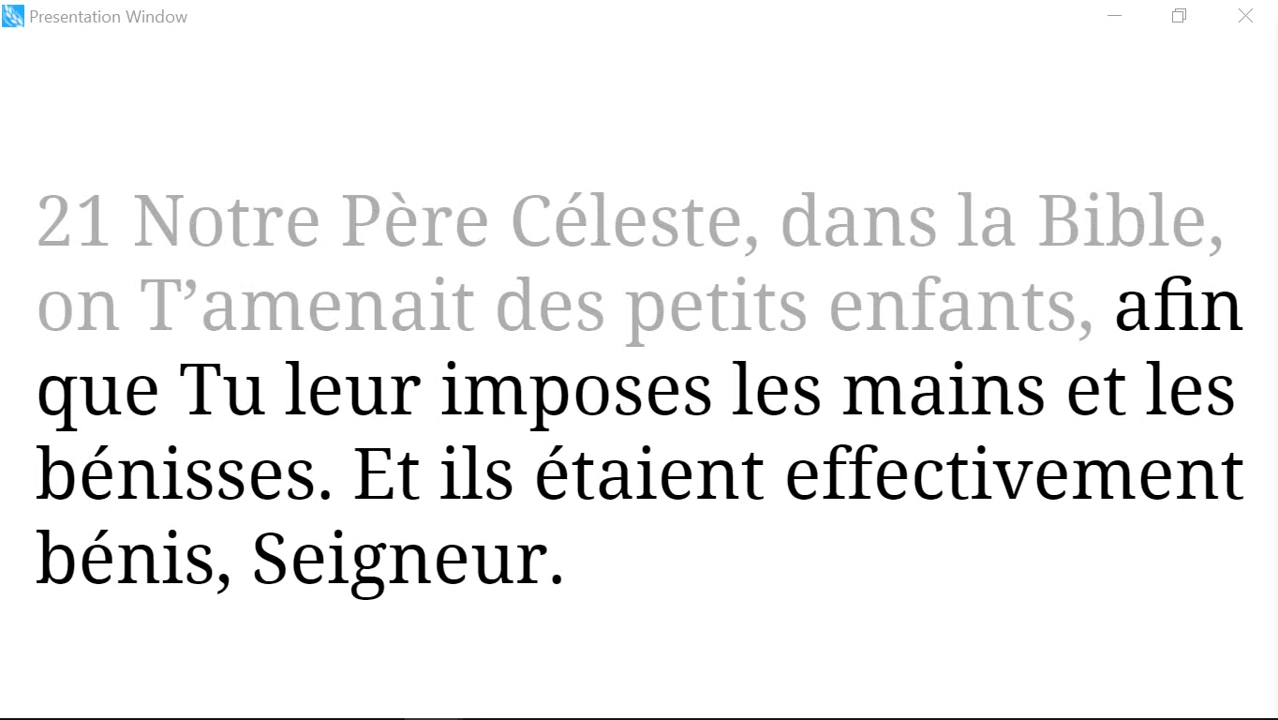 Presentation Window
21 Notre Père Céleste, dans la Bible,
on T’amenait des petits enfants, afin
que Tu leur imposes les mains et les
bénisses. Et ils étaient effectivement
bénis, Seigneur.